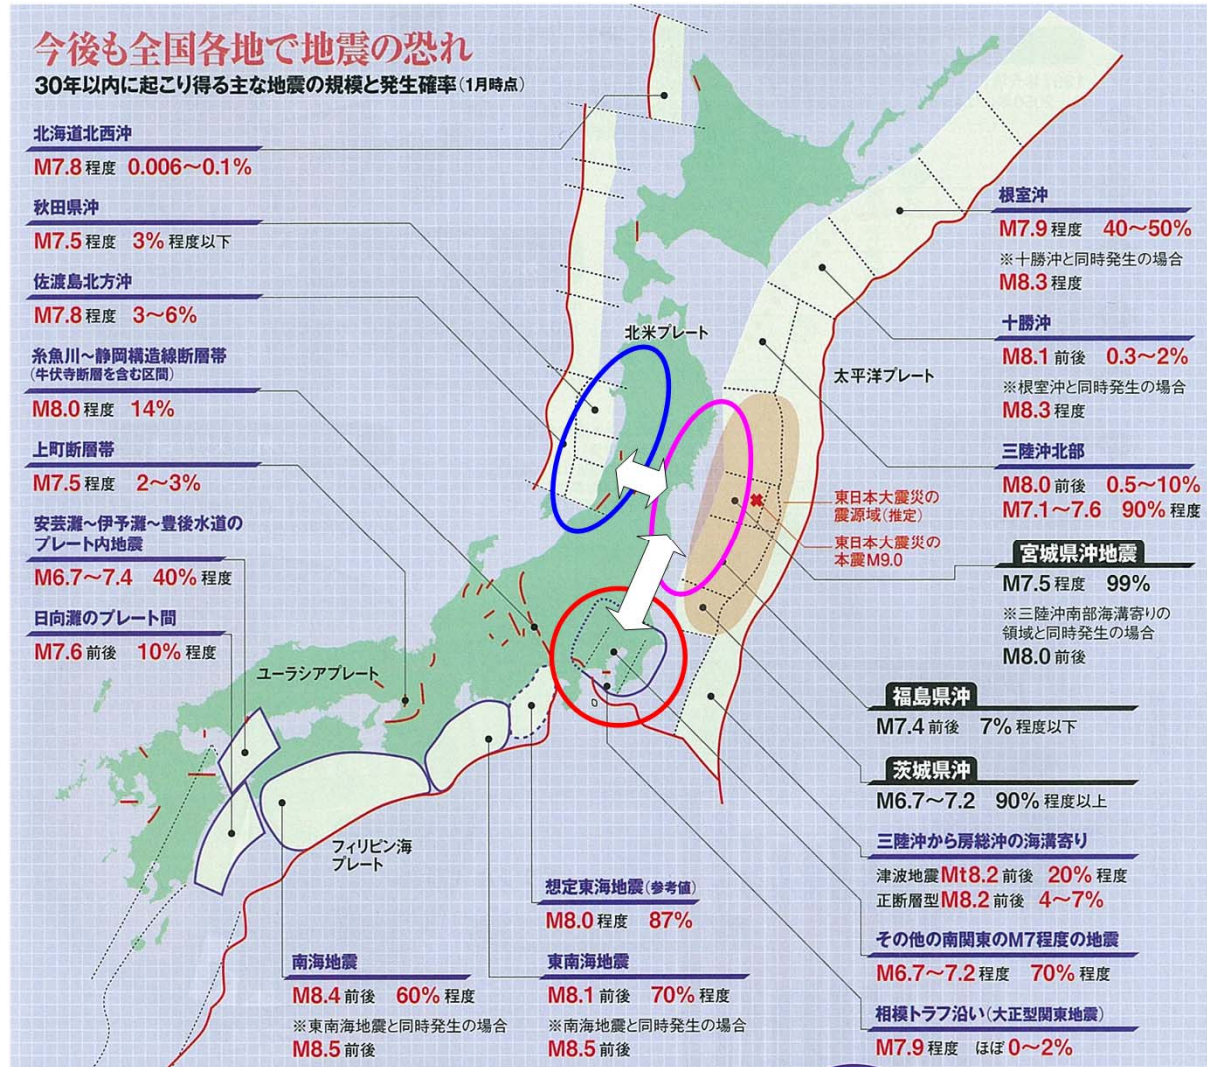 今後も全国各地で地震の恐れ
30年以内に起こり得る主な地震の規模と発生確率(1月時点)
北海道北西沖
M7.8程度 0.006〜0.1%
秋田県沖
M7.5程度 3%程度以下
佐渡島北方沖
M7.8程度 3〜6%
糸魚川〜静岡構造線断層帯
(牛伏寺断層を含む区間)
M8.0程度 14%
上町断層帯
M7.5程度 2〜3%
安芸灘〜伊予灘〜豊後水道の
プレート内地震
M6.7〜7.4 40%程度
日向灘のプレート間
M7.6前後 10%程度
北米プレート
太平洋プレート
ユーラシアプレート
フィリピン海
プレート
東日本大震災の
震源域(推定)
東日本大震災の
本震M9.0
根室沖
M7.9程度 40〜50%
※十勝沖と同時発生の場合
M8.3程度
十勝沖
M8.1前後 0.3〜2%
※根室沖と同時発生の場合
M8.3程度
三陸沖北部
M8.0前後 0.5〜10%
M7.1〜7.6 90%程度
宮城県沖地震
M7.5程度 99%
※三陸沖南部海溝寄りの
領域と同時発生の場合
M8.0前後
福島県沖
M7.4前後 7%程度以下
茨城県沖
M6.7〜7.2 90%程度以上
三陸沖から房総沖の海溝寄り
津波地震Mt8.2前後 20%程度
正断層型M8.2前後 4〜7%
その他の南関東のM7程度の地震
M6.7〜7.2程度 70%程度
相模トラフ沿い(大正型関東地震)
M7.9程度 ほぼ0〜2%
想定東海地震(参考値)
M8.0程度 87%
南海地震
M8.4前後 60%程度
※東南海地震と同時発生の場合
M8.5前後
東南海地震
M8.1前後 70%程度
※南海地震と同時発生の場合
M8.5前後